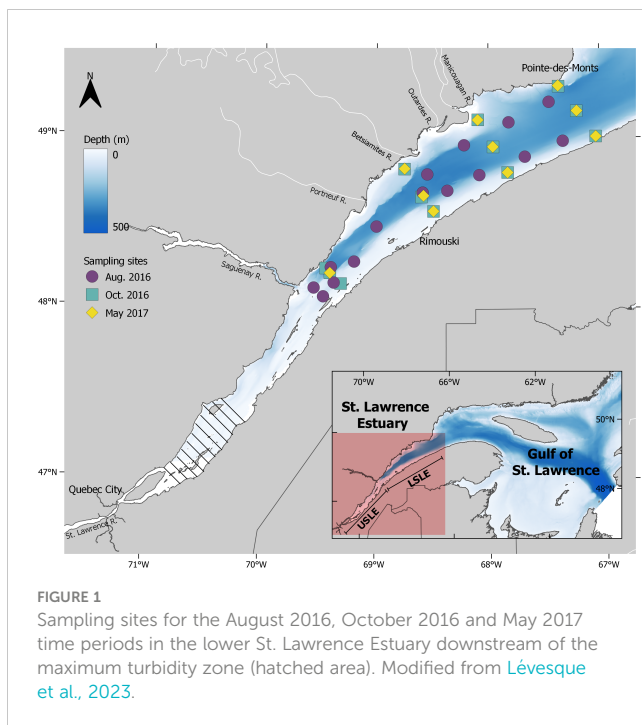 Pointe-des-Monts
N
Manicouagan R.
Outardes R.
49°N
Betsiamites R.
Depth (m)
0
500
Portneuf R.
Rimouski
Sampling sites
Aug. 2016
Oct. 2016
May 2017
Saguenay R.
48°N
70°W
66°W
62°W
St. Lawrence
Estuary
50°N
Gulf of
St. Lawrence
48°N
LSLE
USLE
47°N
Quebec City
St. Lawrence R.
71°W
70°W
69°W
68°W
67°W
FIGURE 1
Sampling sites for the August 2016, October 2016 and May 2017
time periods in the lower St. Lawrence Estuary downstream of the
maximum turbidity zone (hatched area). Modified from Lévesque
et al., 2023.